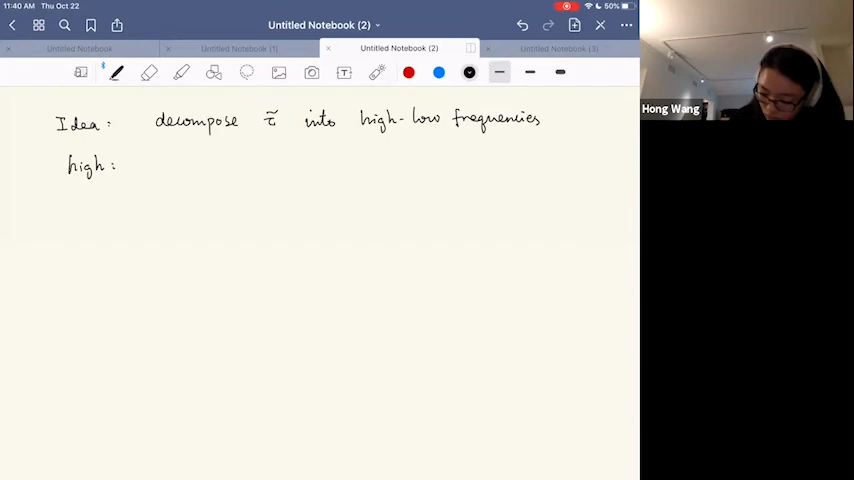 11:40 AM Thu Oct 22
50%
Untitled Notebook (2)
Untitled Notebook
Untitled Notebook (1)
Untitled Notebook (2)
Untitled Notebook (3)
Idea: decompose τ̃ into high-low frequencies
high:
Hong Wang